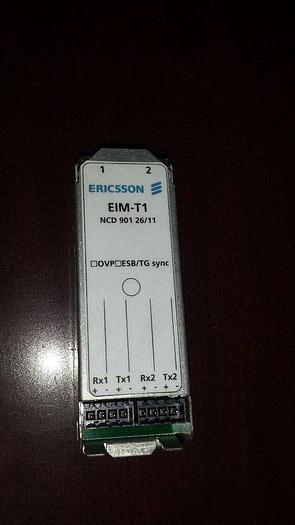 1 2
ERICSSON
EIM-T1
NCD 901 26/11
☐OVP☐ESB/TG sync
Rx1 Tx1 Rx2 Tx2
+ - + - + - + -